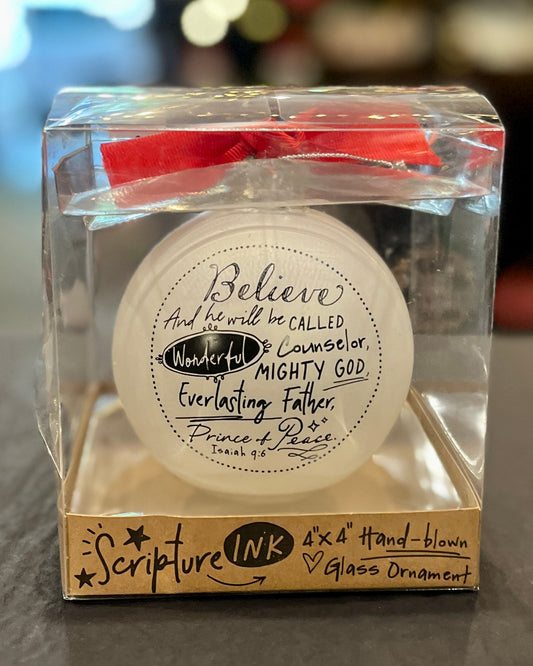 Believe
And he will be CALLED
Wonderful Counselor,
MIGHTY GOD,
Everlasting Father,
Prince of Peace.
Isaiah 9:6
Scripture INK
4"x4" Hand-blown
Glass Ornament